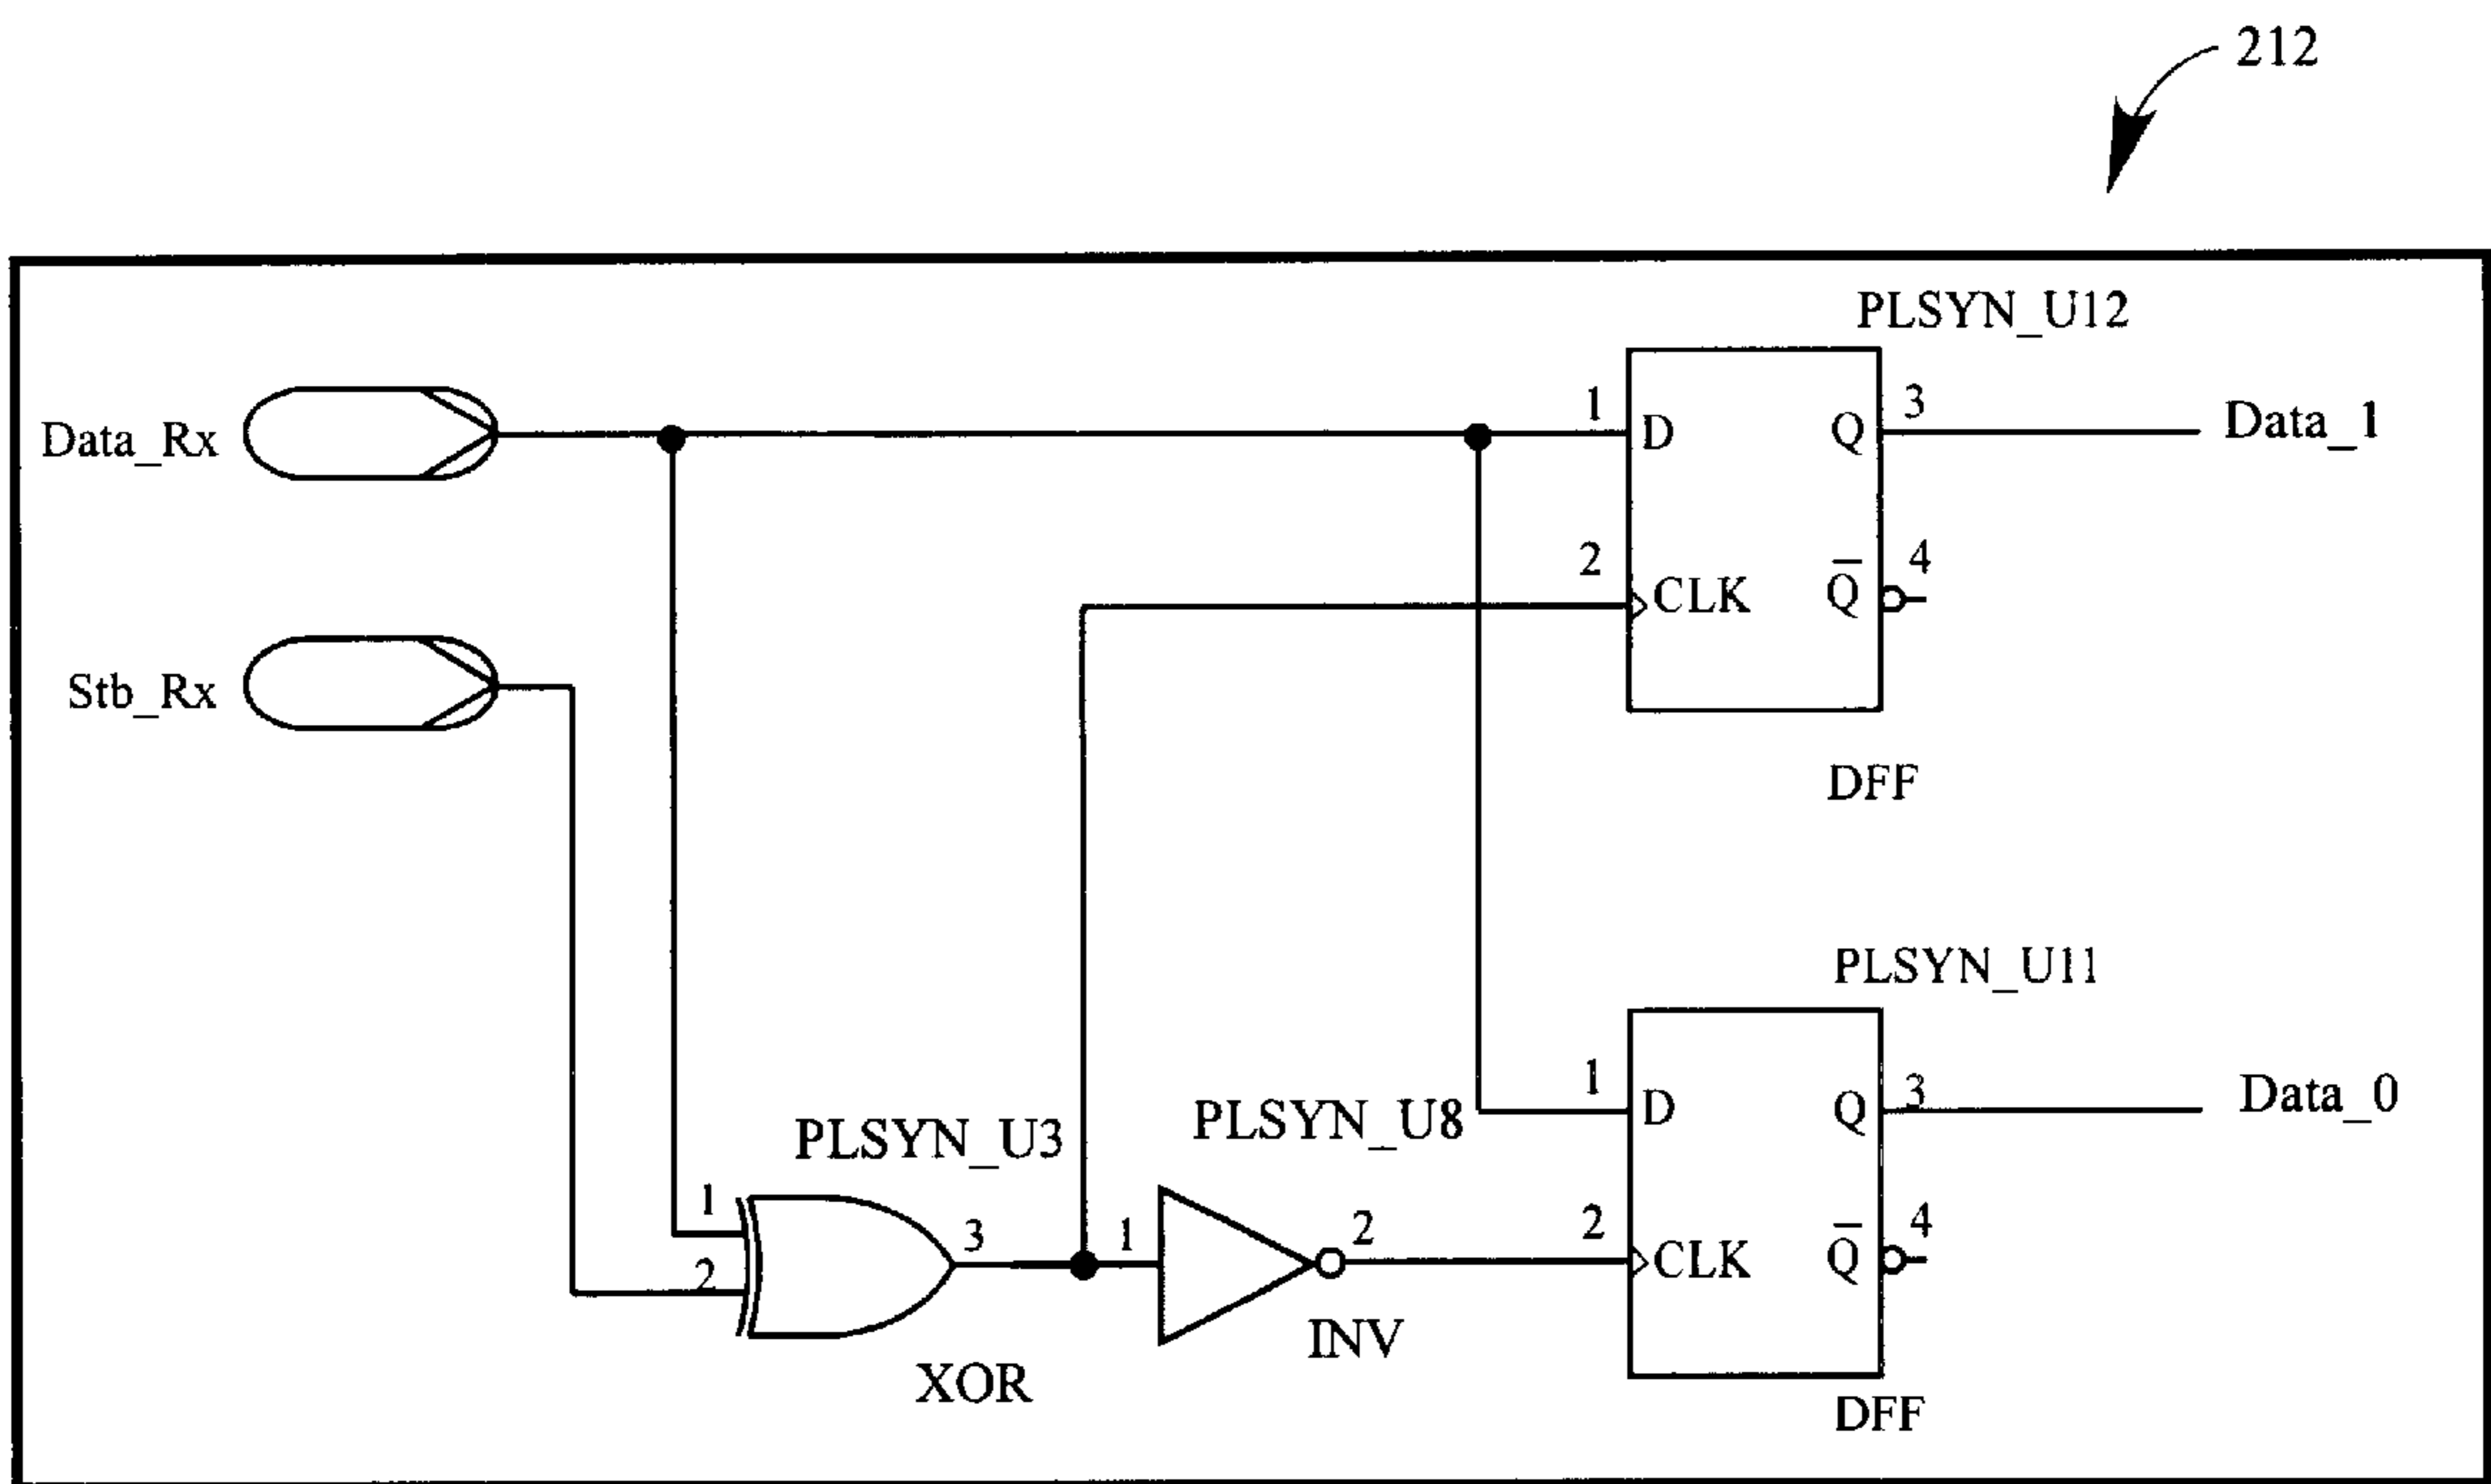 212
PLSYN_U12
Data_Rx
1
D
Q
3
Data_1
Stb_Rx
2
CLK
Q
4
DFF
PLSYN_U11
1
D
Q
3
Data_0
PLSYN_U3
PLSYN_U8
1
2
3
1
2
2
CLK
Q
4
XOR
INV
DFF